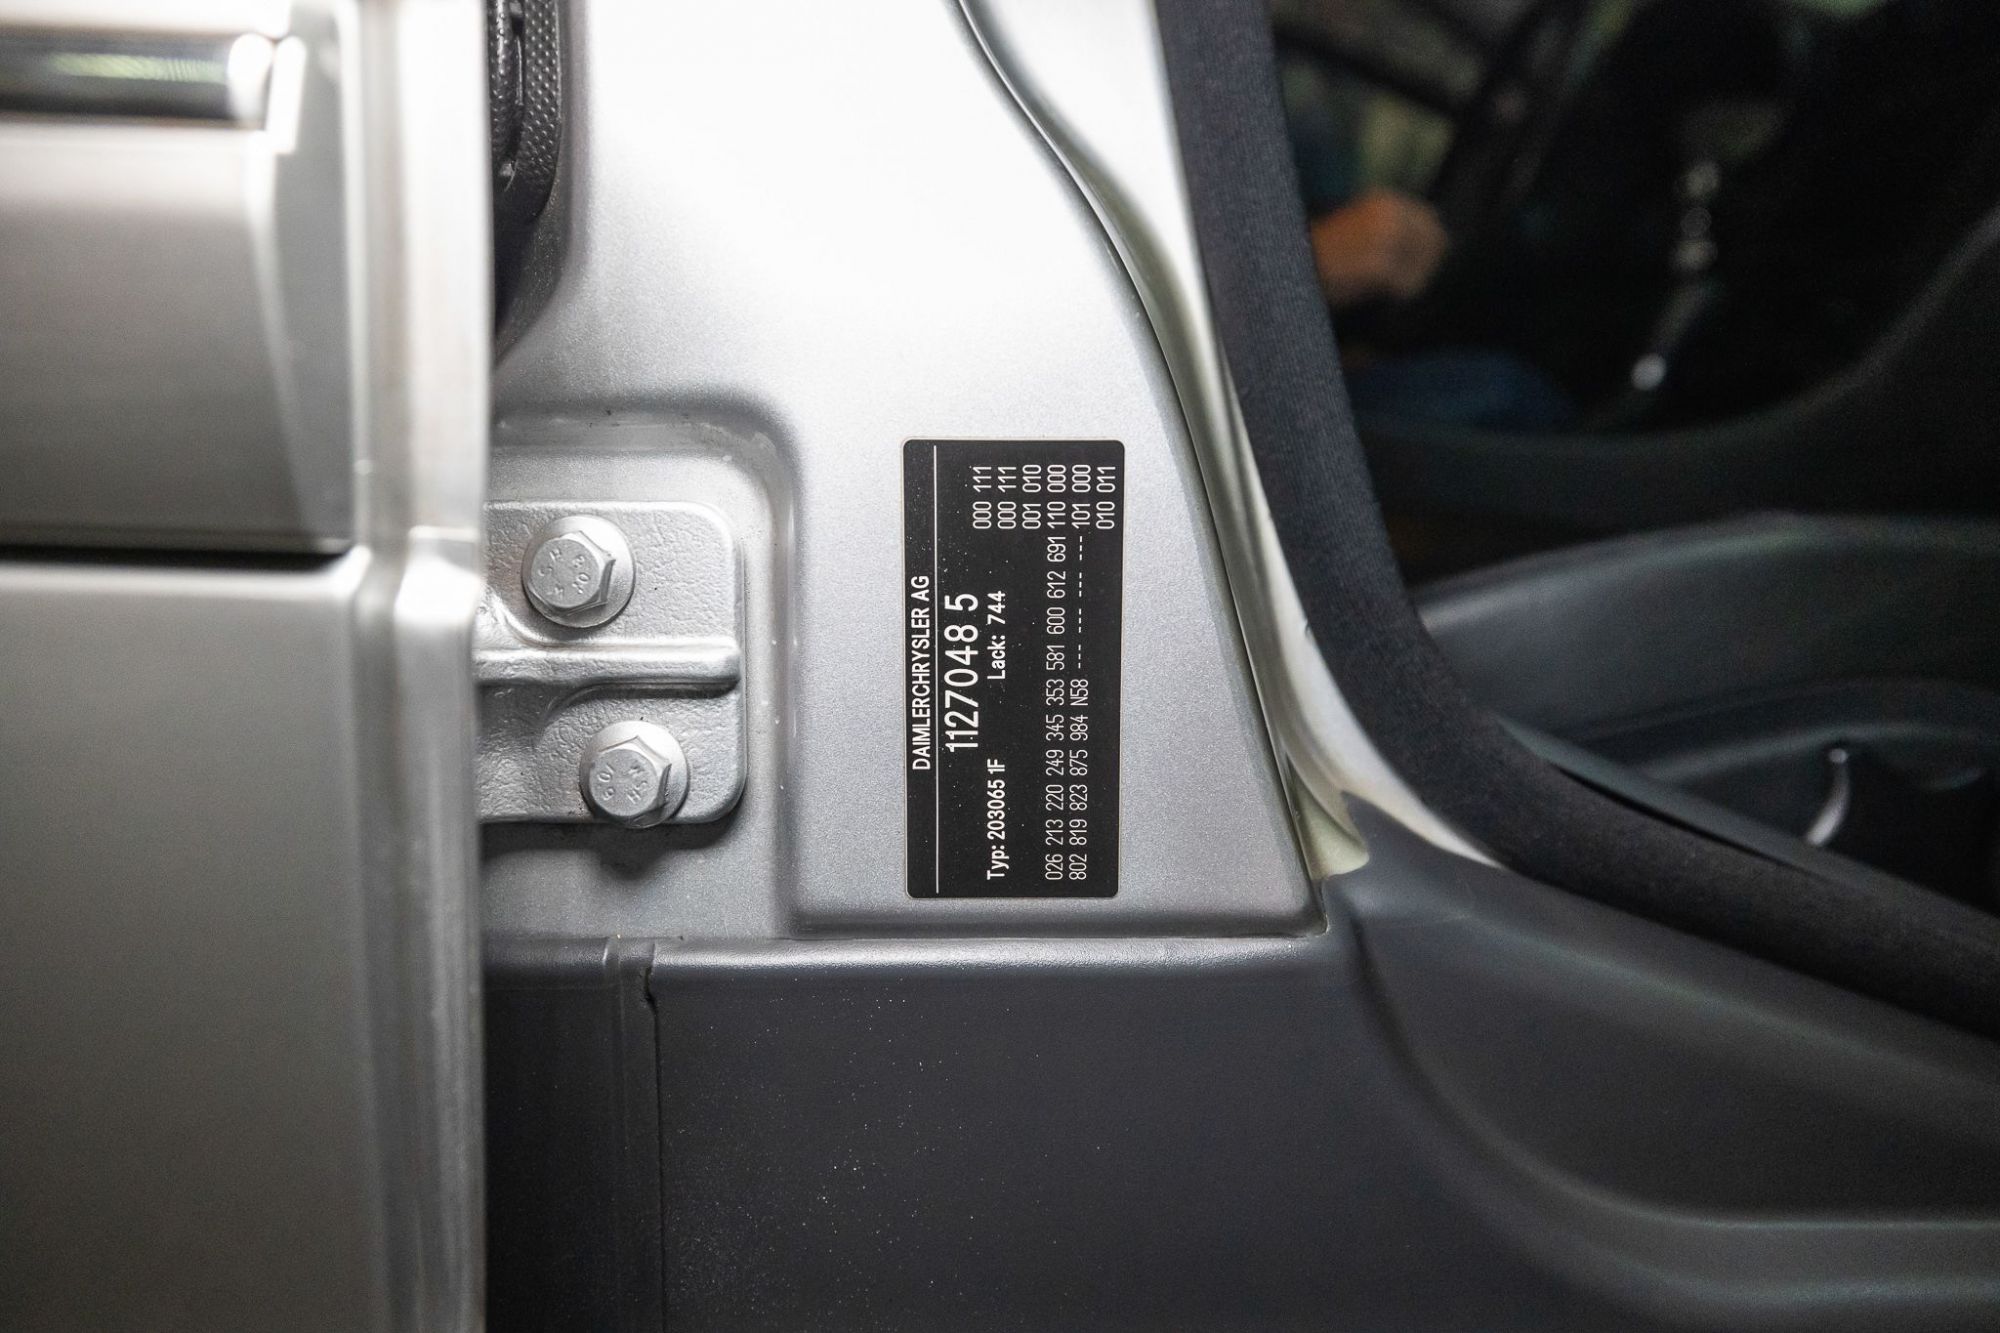 DAIMLERCHRYSLER AG
1127048 5
Typ: 203065 1F Lack: 744
000 111
000 111
001 010
026 213 220 249 345 353 581 600 612 691 110 000
802 819 823 875 984 N58 --- --- --- --- 101 000
010 011